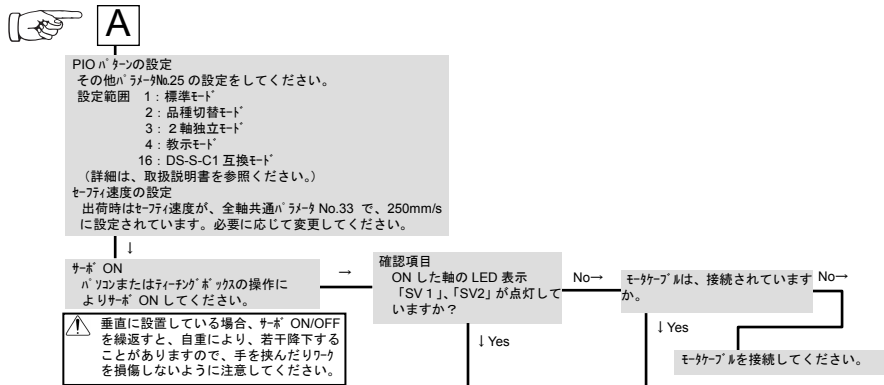 A
PIO ﾊﾟﾀｰﾝの設定
その他ﾊﾟﾗﾒｰﾀ№25 の設定をしてください。
設定範囲 1：標準ﾓｰﾄﾞ
2：品種切替ﾓｰﾄﾞ
3：２軸独立ﾓｰﾄﾞ
4：教示ﾓｰﾄﾞ
16：DS-S-C1 互換ﾓｰﾄﾞ
（詳細は、取扱説明書を参照ください。）
ｾｰﾌﾃｨ速度の設定
出荷時はｾｰﾌﾃｨ速度が、全軸共通ﾊﾟﾗﾒｰﾀ No.33 で、250mm/s
に設定されています。必要に応じて変更してください。
↓
ｻｰﾎﾞ ON
ﾊﾟｿｺﾝまたはﾃｨｰﾁﾝｸﾞﾎﾞｯｸｽの操作に
よりｻｰﾎﾞ ON してください。
→
垂直に設置している場合、ｻｰﾎﾞ ON/OFF
を繰返すと、自重により、若干降下する
ことがありますので、手を挟んだりﾜｰｸ
を損傷しないように注意してください。
確認項目
ON した軸の LED 表示
「SV１」、「SV2」が点灯して
いますか？
No→
↓Yes
ﾓｰﾀｹｰﾌﾞﾙは、接続されています
か。
No→
↓Yes
ﾓｰﾀｹｰﾌﾞﾙを接続してください。